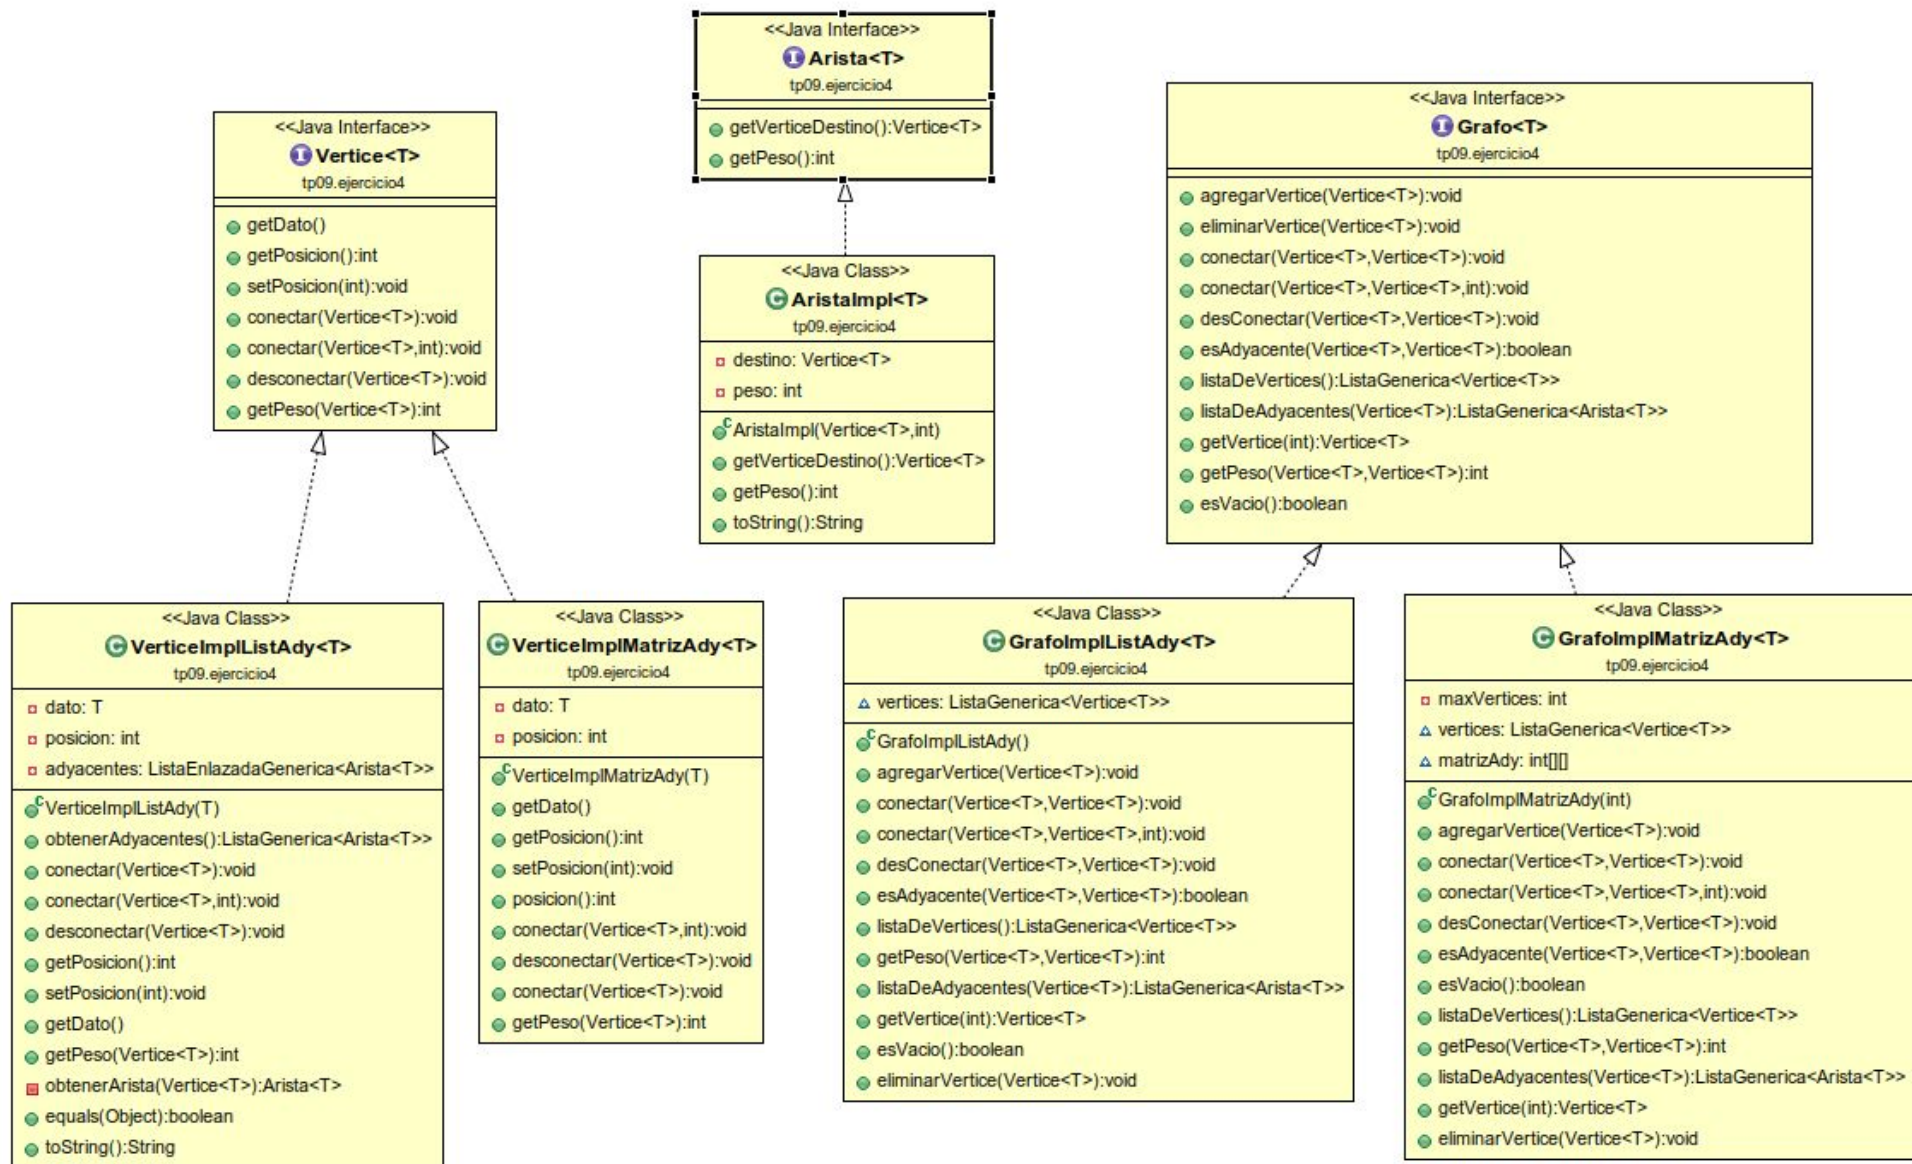 <<Java Interface>>
Arista<T>
tp09.ejercicio4
getVerticeDestino():Vertice<T>
getPeso():int
<<Java Interface>>
Vertice<T>
tp09.ejercicio4
getDato()
getPosicion():int
setPosicion(int):void
conectar(Vertice<T>):void
conectar(Vertice<T>,int):void
desconectar(Vertice<T>):void
getPeso(Vertice<T>):int
<<Java Interface>>
Grafo<T>
tp09.ejercicio4
agregarVertice(Vertice<T>):void
eliminarVertice(Vertice<T>):void
conectar(Vertice<T>,Vertice<T>):void
conectar(Vertice<T>,Vertice<T>,int):void
desConectar(Vertice<T>,Vertice<T>):void
esAdyacente(Vertice<T>,Vertice<T>):boolean
listaDeVertices():ListaGenerica<Vertice<T>>
listaDeAdyacentes(Vertice<T>):ListaGenerica<Arista<T>>
getVertice(int):Vertice<T>
getPeso(Vertice<T>,Vertice<T>):int
esVacio():boolean
<<Java Class>>
AristaImpl<T>
tp09.ejercicio4
destino: Vertice<T>
peso: int
AristaImpl(Vertice<T>,int)
getVerticeDestino():Vertice<T>
getPeso():int
toString():String
<<Java Class>>
VerticeImplListAdy<T>
tp09.ejercicio4
dato: T
posicion: int
adyacentes: ListaEnlazadaGenerica<Arista<T>>
VerticeImplListAdy(T)
obtenerAdyacentes():ListaGenerica<Arista<T>>
conectar(Vertice<T>):void
conectar(Vertice<T>,int):void
desconectar(Vertice<T>):void
getPosicion():int
setPosicion(int):void
getDato()
getPeso(Vertice<T>):int
obtenerArista(Vertice<T>):Arista<T>
equals(Object):boolean
toString():String
<<Java Class>>
VerticeImplMatrizAdy<T>
tp09.ejercicio4
dato: T
posicion: int
VerticeImplMatrizAdy(T)
getDato()
getPosicion():int
setPosicion(int):void
posicion():int
conectar(Vertice<T>,int):void
desconectar(Vertice<T>):void
conectar(Vertice<T>):void
getPeso(Vertice<T>):int
<<Java Class>>
GrafoImplListAdy<T>
tp09.ejercicio4
vertices: ListaGenerica<Vertice<T>>
GrafoImplListAdy()
agregarVertice(Vertice<T>):void
conectar(Vertice<T>,Vertice<T>):void
conectar(Vertice<T>,Vertice<T>,int):void
desConectar(Vertice<T>,Vertice<T>):void
esAdyacente(Vertice<T>,Vertice<T>):boolean
listaDeVertices():ListaGenerica<Vertice<T>>
getPeso(Vertice<T>,Vertice<T>):int
listaDeAdyacentes(Vertice<T>):ListaGenerica<Arista<T>>
getVertice(int):Vertice<T>
esVacio():boolean
eliminarVertice(Vertice<T>):void
<<Java Class>>
GrafoImplMatrizAdy<T>
tp09.ejercicio4
maxVertices: int
vertices: ListaGenerica<Vertice<T>>
matrizAdy: int[][]
GrafoImplMatrizAdy(int)
agregarVertice(Vertice<T>):void
conectar(Vertice<T>,Vertice<T>):void
conectar(Vertice<T>,Vertice<T>,int):void
desConectar(Vertice<T>,Vertice<T>):void
esAdyacente(Vertice<T>,Vertice<T>):boolean
esVacio():boolean
listaDeVertices():ListaGenerica<Vertice<T>>
getPeso(Vertice<T>,Vertice<T>):int
listaDeAdyacentes(Vertice<T>):ListaGenerica<Arista<T>>
getVertice(int):Vertice<T>
eliminarVertice(Vertice<T>):void